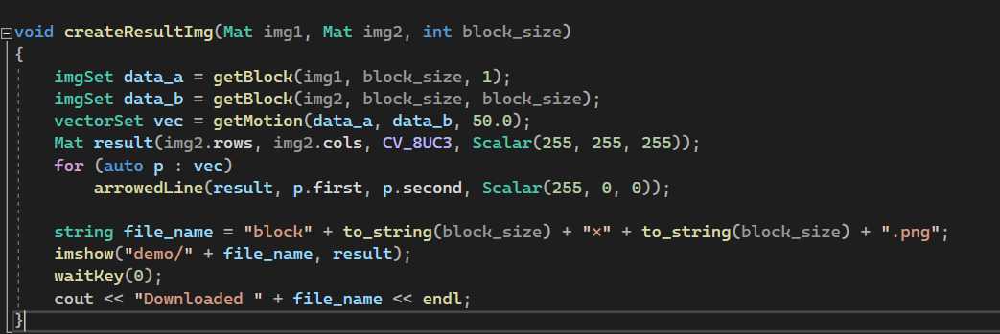 void createResultImg(Mat img1, Mat img2, int block_size)
{
    imgSet data_a = getBlock(img1, block_size, 1);
    imgSet data_b = getBlock(img2, block_size, block_size);
    vectorSet vec = getMotion(data_a, data_b, 50.0);
    Mat result(img2.rows, img2.cols, CV_8UC3, Scalar(255, 255, 255));
    for (auto p : vec)
        arrowedLine(result, p.first, p.second, Scalar(255, 0, 0));

    string file_name = "block" + to_string(block_size) + "×" + to_string(block_size) + ".png";
    imshow("demo/" + file_name, result);
    waitKey(0);
    cout << "Downloaded " + file_name << endl;
}